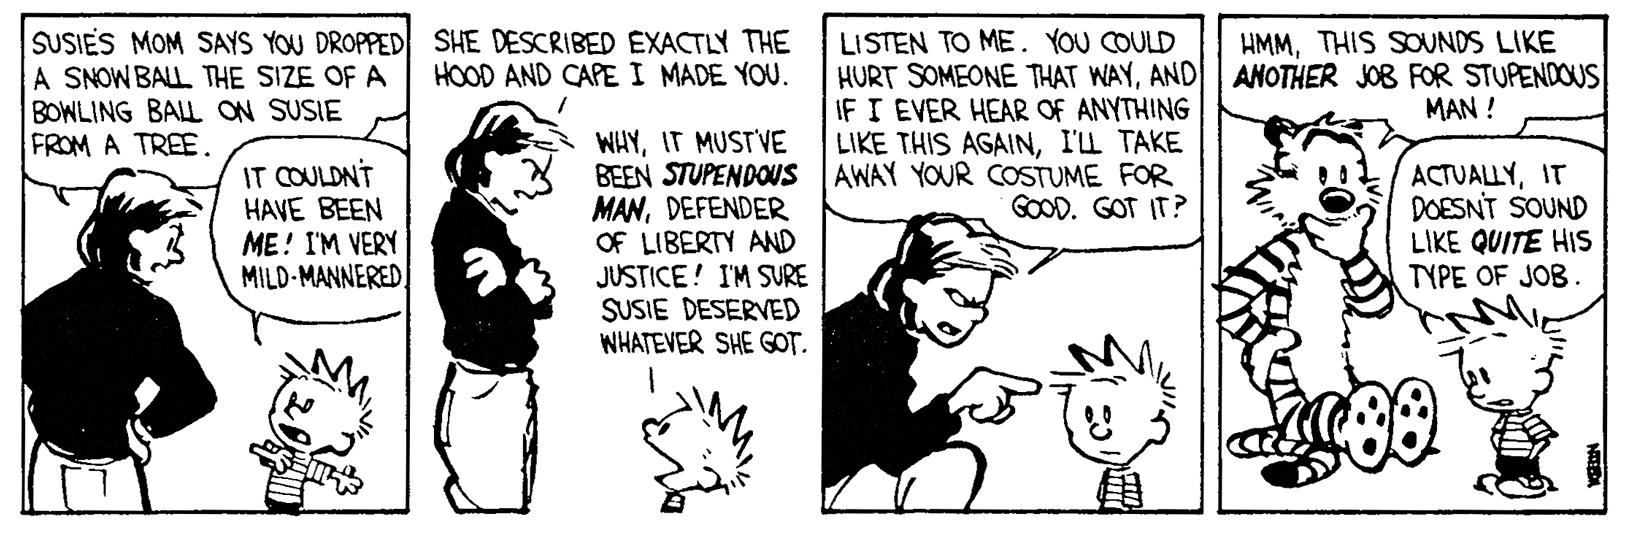 SUSIE'S MOM SAYS YOU DROPPED
A SNOWBALL THE SIZE OF A
BOWLING BALL ON SUSIE
FROM A TREE.
IT COULDN'T
HAVE BEEN
ME! I'M VERY
MILD-MANNERED
SHE DESCRIBED EXACTLY THE
HOOD AND CAPE I MADE YOU.
WHY, IT MUST'VE
BEEN STUPENDOUS
MAN, DEFENDER
OF LIBERTY AND
JUSTICE! I'M SURE
SUSIE DESERVED
WHATEVER SHE GOT.
LISTEN TO ME. YOU COULD
HURT SOMEONE THAT WAY, AND
IF I EVER HEAR OF ANYTHING
LIKE THIS AGAIN, I'LL TAKE
AWAY YOUR COSTUME FOR
GOOD. GOT IT?
HMM, THIS SOUNDS LIKE
ANOTHER JOB FOR STUPENDOUS
MAN!
ACTUALLY, IT
DOESN'T SOUND
LIKE QUITE HIS
TYPE OF JOB.